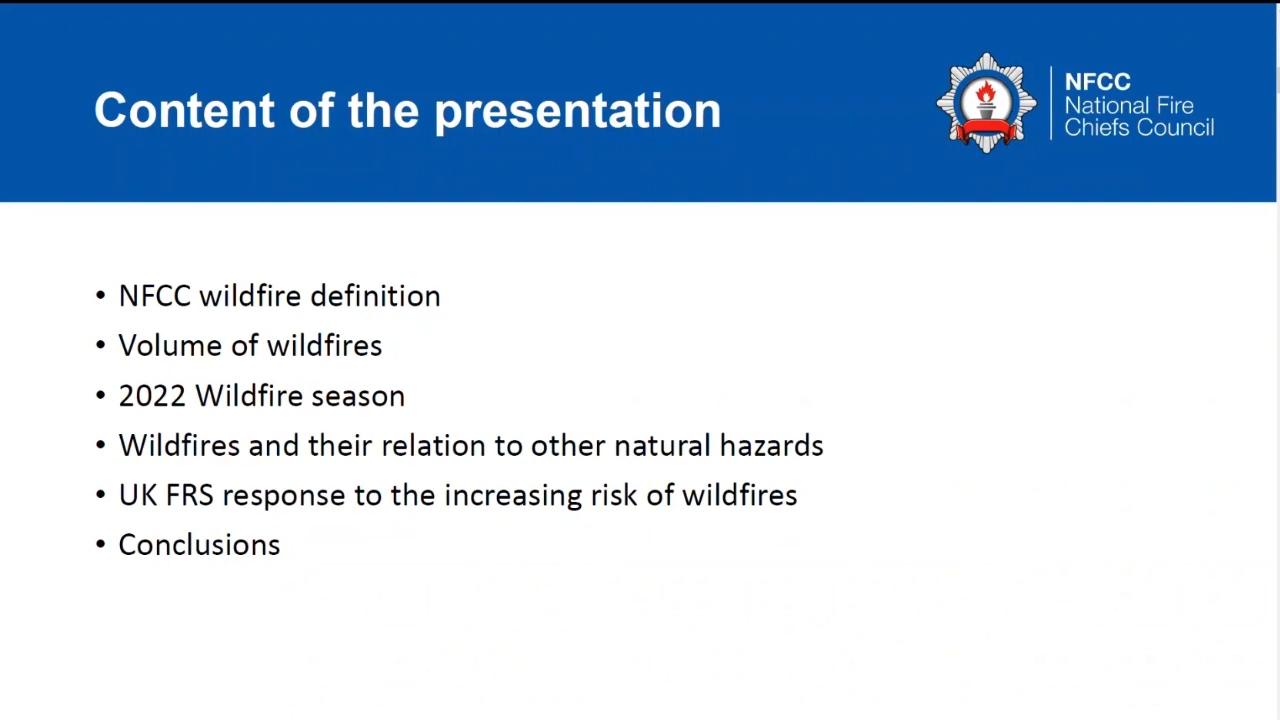 Content of the presentation
NFCC
National Fire
Chiefs Council
• NFCC wildfire definition
• Volume of wildfires
• 2022 Wildfire season
• Wildfires and their relation to other natural hazards
• UK FRS response to the increasing risk of wildfires
• Conclusions